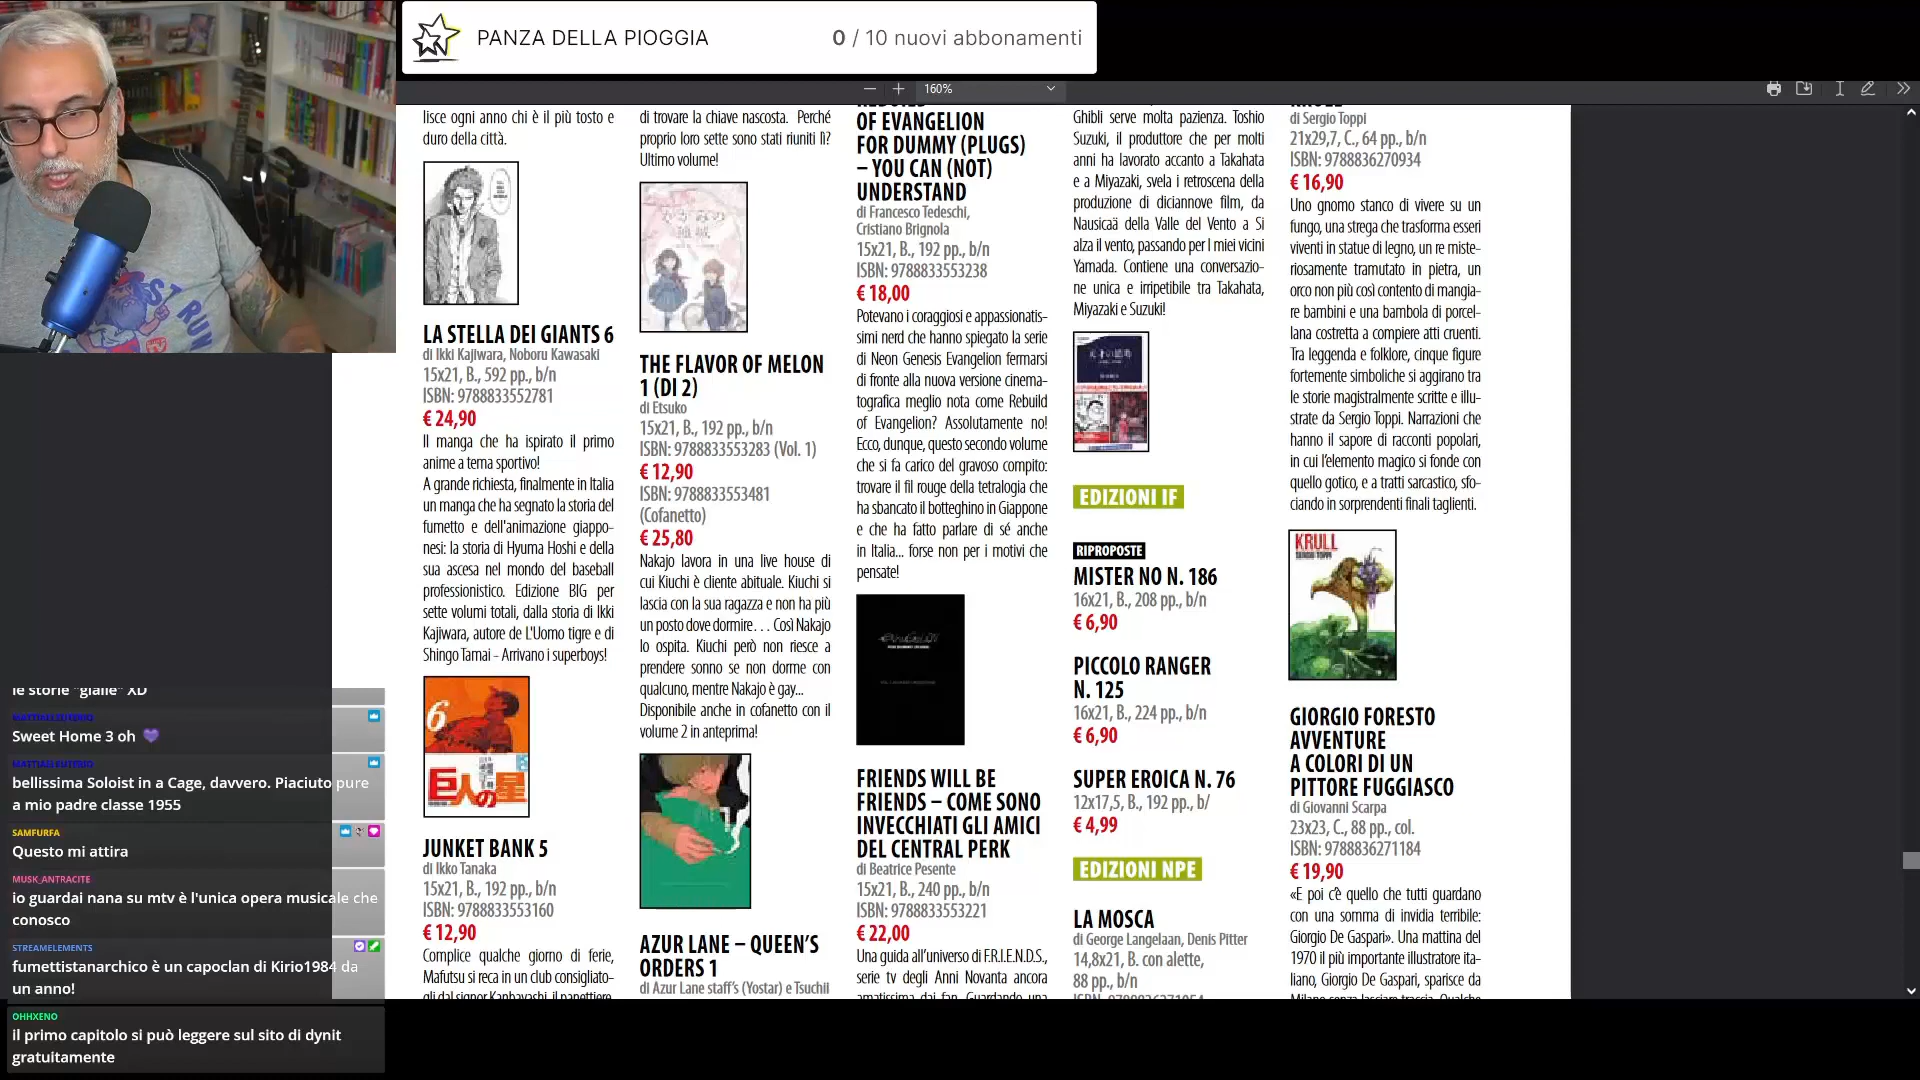 PANZA DELLA PIOGGIA
0 / 10 nuovi abbonamenti
160%
lisce ogni anno chi è il più tosto e
duro della città.
LA STELLA DEI GIANTS 6
di Ikki Kajiwara, Noboru Kawasaki
15x21, B., 592 pp., b/n
ISBN: 9788833552781
€ 24,90
Il manga che ha ispirato il primo
anime a tema sportivo!
A grande richiesta, finalmente in Italia
un manga che ha segnato la storia del
fumetto e dell'animazione giappo-
nesi: la storia di Hyuma Hoshi e della
sua ascesa nel mondo del baseball
professionistico. Edizione BIG per
sette volumi totali, dalla storia di Ikki
Kajiwara, autore de L'Uomo tigre e di
Shingo Tamai - Arrivano i superboys!
6
巨人の星
JUNKET BANK 5
di Ikko Tanaka
15x21, B., 192 pp., b/n
ISBN: 9788833553160
€ 12,90
Complice qualche giorno di ferie,
Mafutsu si reca in un club consigliato-
gli dal signor Kanbayashi, il panettiere
di trovare la chiave nascosta. Perché
proprio loro sette sono stati riuniti lì?
Ultimo volume!
THE FLAVOR OF MELON
1 (DI 2)
di Etsuko
15x21, B., 192 pp., b/n
ISBN: 9788833553283 (Vol. 1)
€ 12,90
ISBN: 9788833553481
(Cofanetto)
€ 25,80
Nakajo lavora in una live house di
cui Kiuchi è cliente abituale. Kiuchi si
lascia con la sua ragazza e non ha più
un posto dove dormire… Così Nakajo
lo ospita. Kiuchi però non riesce a
prendere sonno se non dorme con
qualcuno, mentre Nakajo è gay...
Disponibile anche in cofanetto con il
volume 2 in anteprima!
AZUR LANE – QUEEN'S
ORDERS 1
di Azur Lane staff's (Yostar) e Tsuchii
REBUILD
OF EVANGELION
FOR DUMMY (PLUGS)
– YOU CAN (NOT)
UNDERSTAND
di Francesco Tedeschi,
Cristiano Brignola
15x21, B., 192 pp., b/n
ISBN: 9788833553238
€ 18,00
Potevano i coraggiosi e appassionatis-
simi nerd che hanno spiegato la serie
di Neon Genesis Evangelion fermarsi
di fronte alla nuova versione cinema-
tografica meglio nota come Rebuild
of Evangelion? Assolutamente no!
Ecco, dunque, questo secondo volume
che si fa carico del gravoso compito:
trovare il fil rouge della tetralogia che
ha sbancato il botteghino in Giappone
e che ha fatto parlare di sé anche
in Italia... forse non per i motivi che
pensate!
FRIENDS WILL BE
FRIENDS – COME SONO
INVECCHIATI GLI AMICI
DEL CENTRAL PERK
di Beatrice Pesente
15x21, B., 240 pp., b/n
ISBN: 9788833553221
€ 22,00
Una guida all'universo di F.R.I.E.N.D.S.,
serie tv degli Anni Novanta ancora
amatissima dai fan. Guardando una
Ghibli serve molta pazienza. Toshio
Suzuki, il produttore che per molti
anni ha lavorato accanto a Takahata
e a Miyazaki, svela i retroscena della
produzione di diciannove film, da
Nausicaä della Valle del Vento a Si
alza il vento, passando per I miei vicini
Yamada. Contiene una conversazio-
ne unica e irripetibile tra Takahata,
Miyazaki e Suzuki!
EDIZIONI IF
RIPROPOSTE
MISTER NO N. 186
16x21, B., 208 pp., b/n
€ 6,90
PICCOLO RANGER
N. 125
16x21, B., 224 pp., b/n
€ 6,90
SUPER EROICA N. 76
12x17,5, B., 192 pp., b/
€ 4,99
EDIZIONI NPE
LA MOSCA
di George Langelaan, Denis Pitter
14,8x21, B. con alette,
88 pp., b/n
KRULL
di Sergio Toppi
21x29,7, C., 64 pp., b/n
ISBN: 9788836270934
€ 16,90
Uno gnomo stanco di vivere su un
fungo, una strega che trasforma esseri
viventi in statue di legno, un re miste-
riosamente tramutato in pietra, un
orco non più così contento di mangia-
re bambini e una bambola di porcel-
lana costretta a compiere atti cruenti.
Tra leggenda e folklore, cinque figure
fortemente simboliche si aggirano tra
le storie magistralmente scritte e illu-
strate da Sergio Toppi. Narrazioni che
hanno il sapore di racconti popolari,
in cui l'elemento magico si fonde con
quello gotico, e a tratti sarcastico, sfo-
ciando in sorprendenti finali taglienti.
KRULL
SERGIO TOPPI
GIORGIO FORESTO
AVVENTURE
A COLORI DI UN
PITTORE FUGGIASCO
di Giovanni Scarpa
23x23, C., 88 pp., col.
ISBN: 9788836271184
€ 19,90
«E poi c'è quello che tutti guardano
con una somma di invidia terribile:
Giorgio De Gaspari». Una mattina del
1970 il più importante illustratore ita-
liano, Giorgio De Gaspari, sparisce da
Milano senza lasciare traccia. Qualche
le storie "gialle" XD
Sweet Home 3 oh 💜
bellissima Soloist in a Cage, davvero. Piaciuto pure
a mio padre classe 1955
SAMFURFA
Questo mi attira
MUSK_ANTRACITE
io guardai nana su mtv è l'unica opera musicale che
conosco
STREAMELEMENTS
fumettistanarchico è un capoclan di Kirio1984 da
un anno!
OHHXENO
il primo capitolo si può leggere sul sito di dynit
gratuitamente